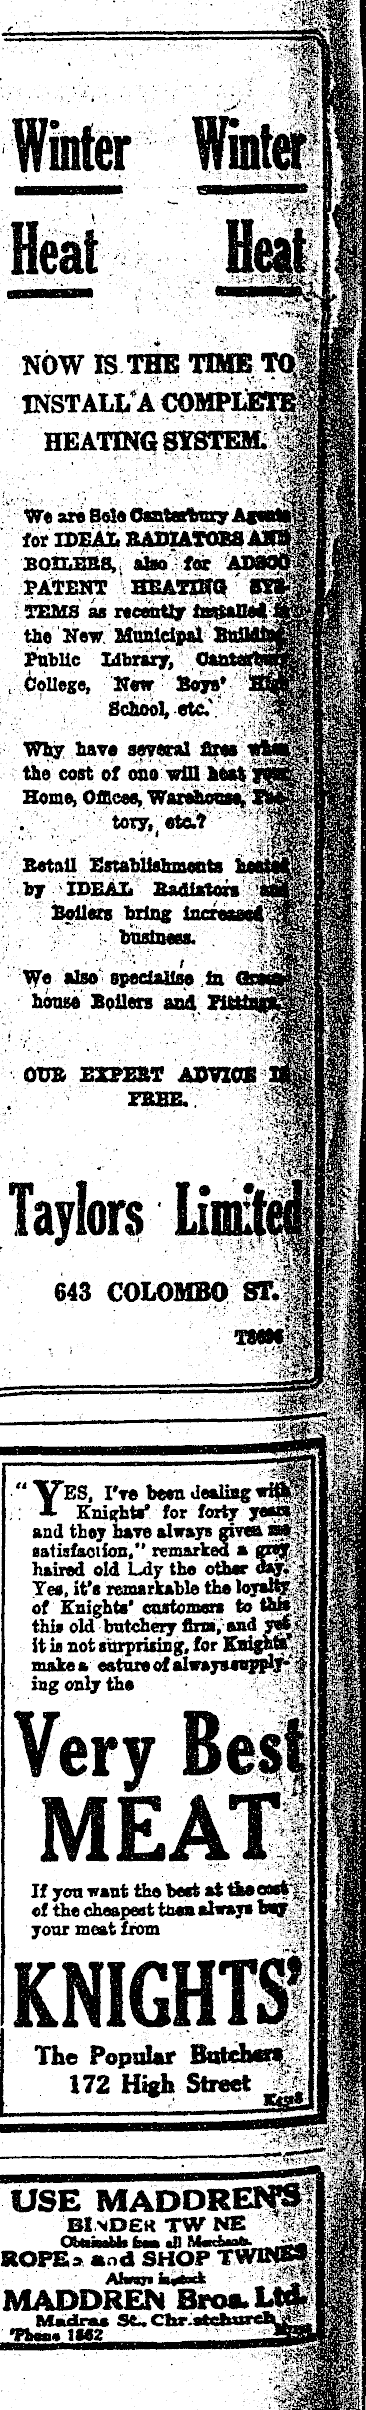 Winter Winter
Heat Heat
NOW IS THE TIME TO
INSTALL A COMPLETE
HEATING SYSTEM.
We are Sole Canterbury Agents
for IDEAL RADIATORS AND
BOILERS, also for ADSCO
PATENT HEATING SYS-
TEMS as recently installed in
the New Municipal Building,
Public Library, Canterbury
College, New Boys' High
School, etc.
Why have several fires when
the cost of one will heat your
Home, Offices, Warehouse, Fac-
tory, etc.?
Retail Establishments heated
by IDEAL Radiators and
Boilers bring increased
business.
We also specialise in Green-
house Boilers and Fittings.
OUR EXPERT ADVICE IS
FREE.
Taylors Limited
643 COLOMBO ST.
"YES, I've been dealing with
Knights' for forty years
and they have always given me
satisfaction," remarked a grey
haired old Ldy the other day.
Yes, it's remarkable the loyalty
of Knights' customers to this
this old butchery firm, and yet
it is not surprising, for Knights'
make a eature of always supply-
ing only the
Very Best
MEAT
If you want the best at the cost
of the cheapest then always buy
your meat from
KNIGHTS'
The Popular Butchers
172 High Street
USE MADDREN'S
BINDER TW NE
Obtainable from all Merchants.
ROPES and SHOP TWINES
Always in stock
MADDREN Bros. Ltd.
Madras St., Chr.stchurch
'Phone 1862